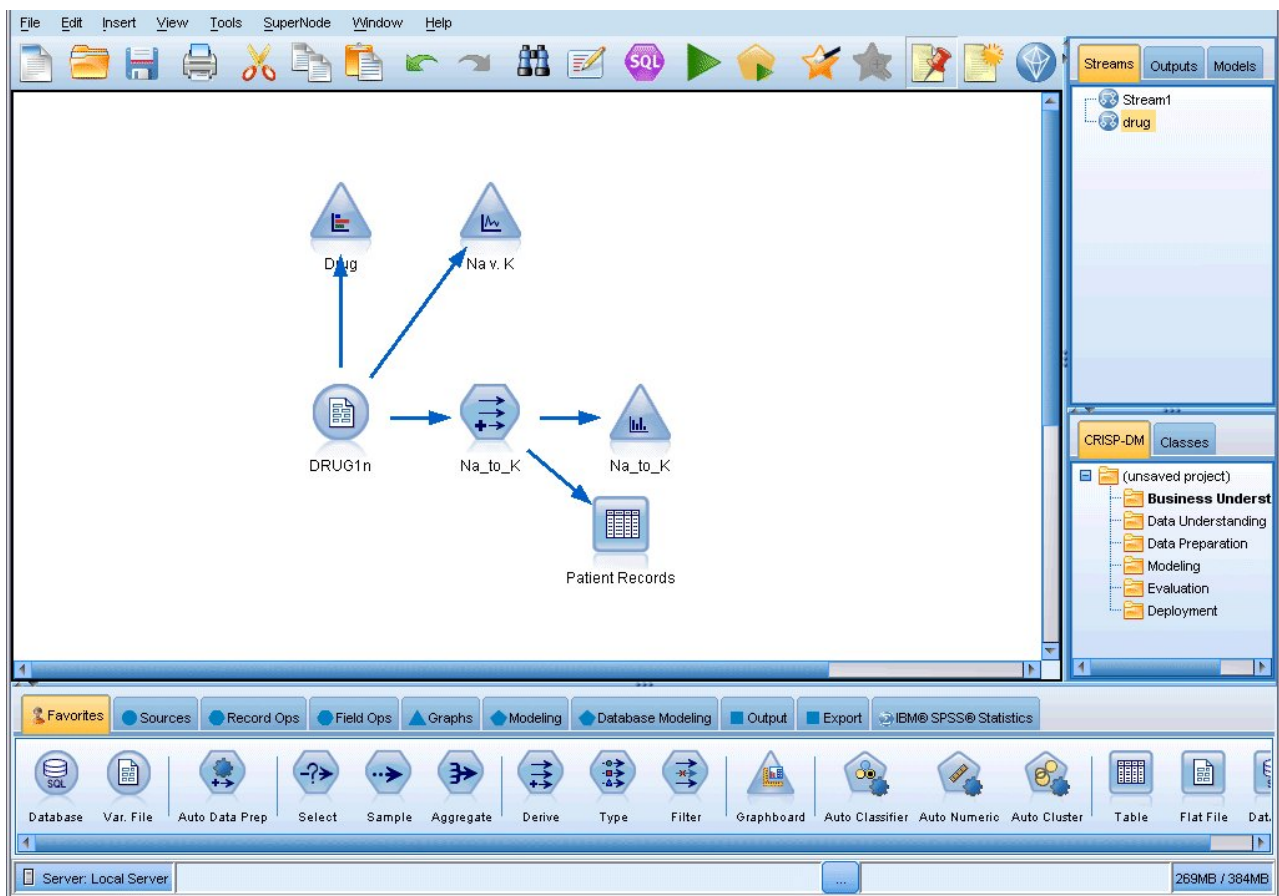 File Edit Insert View Tools SuperNode Window Help
SQL
Streams Outputs Models
Stream1
drug
Drug
Na v. K
DRUG1n
Na_to_K
Na_to_K
Patient Records
CRISP-DM Classes
(unsaved project)
Business Underst
Data Understanding
Data Preparation
Modeling
Evaluation
Deployment
Favorites Sources Record Ops Field Ops Graphs Modeling Database Modeling Output Export IBM® SPSS® Statistics
SQL
Database Var. File Auto Data Prep Select Sample Aggregate Derive Type Filter Graphboard Auto Classifier Auto Numeric Auto Cluster Table Flat File Dat
Server: Local Server ... 269MB / 384MB